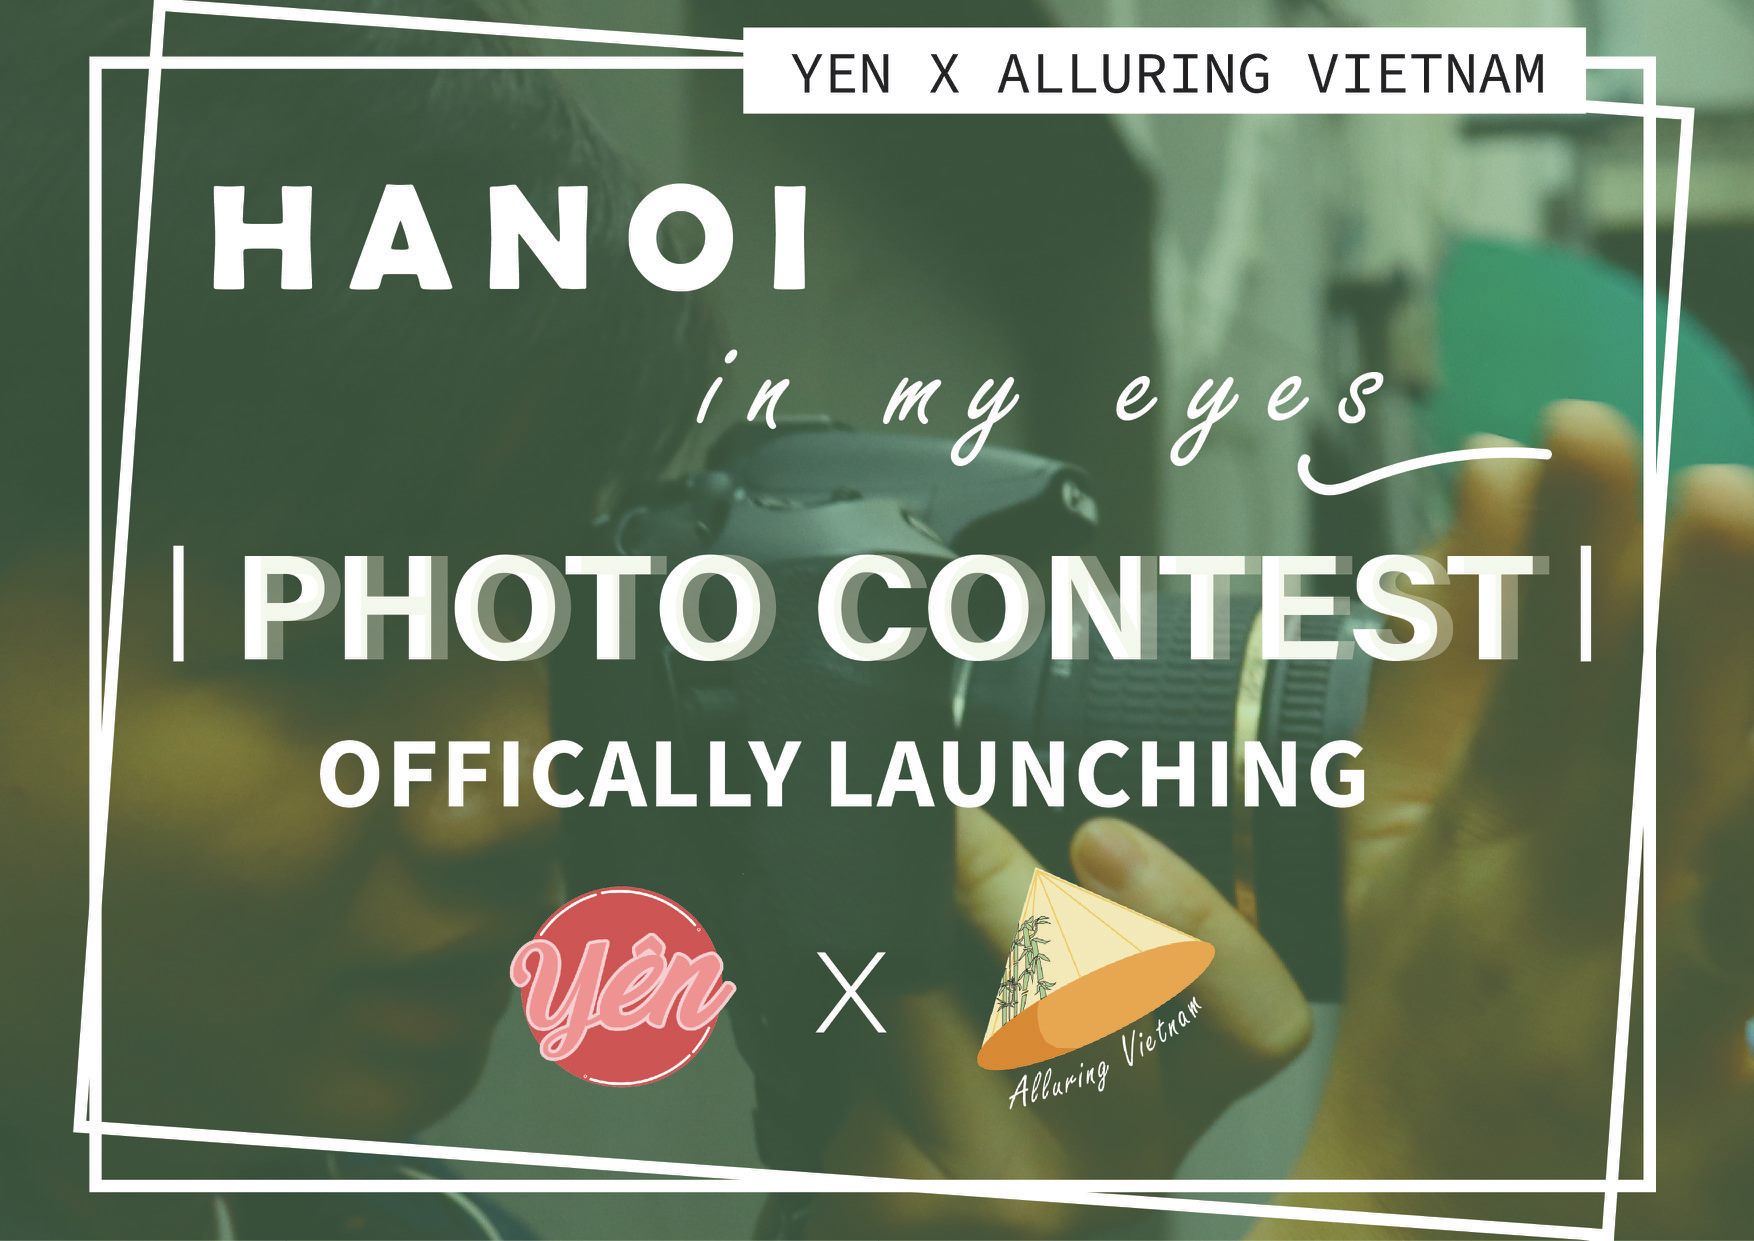 YEN X ALLURING VIETNAM
HANOI
in my eyes
| PHOTO CONTEST |
OFFICALLY LAUNCHING
Yên X
Alluring Vietnam